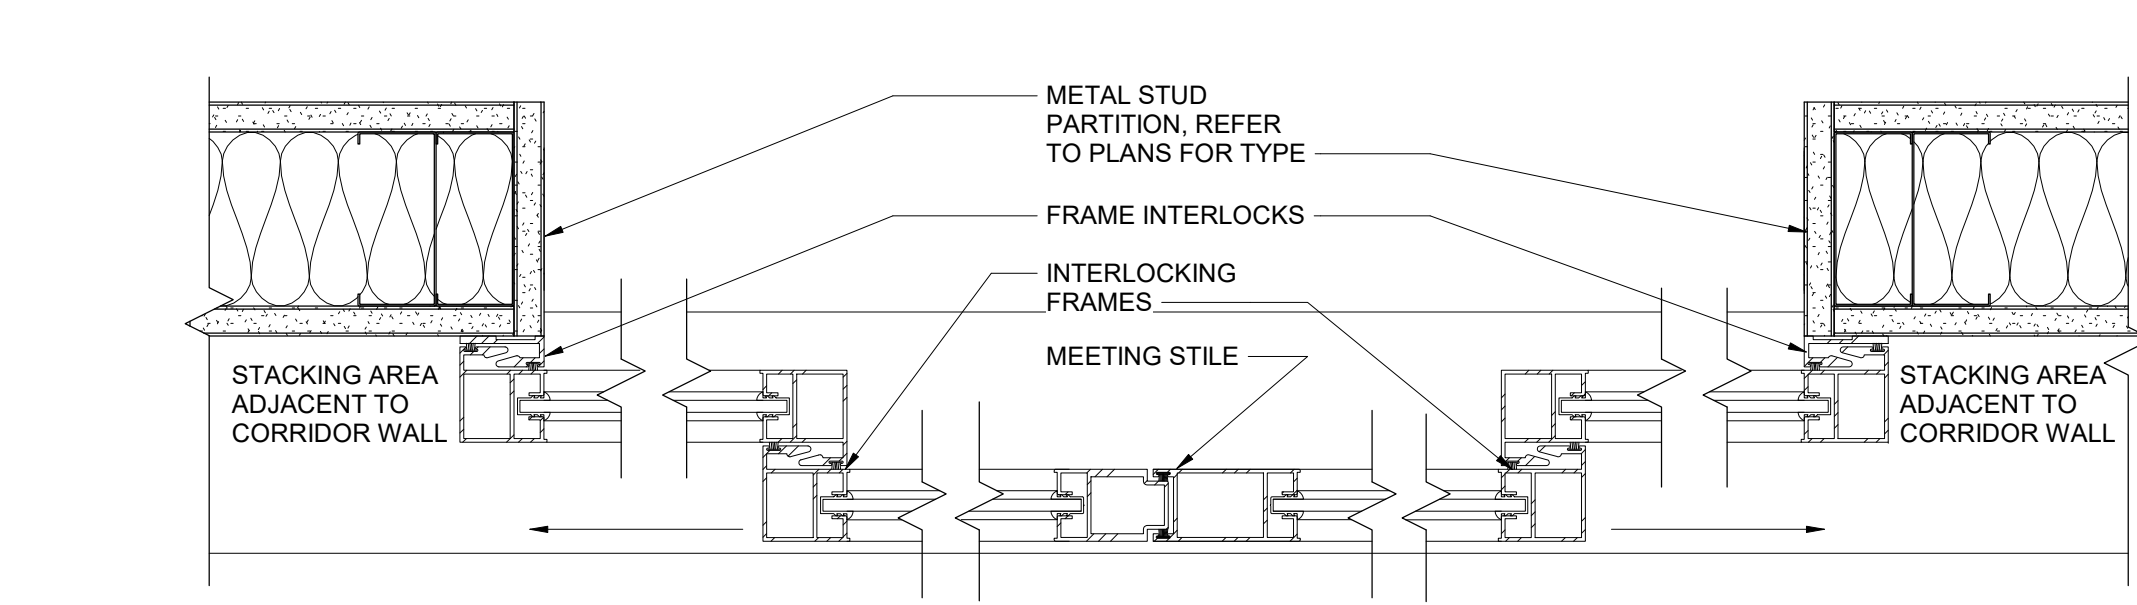 METAL STUD
PARTITION, REFER
TO PLANS FOR TYPE
FRAME INTERLOCKS
INTERLOCKING
FRAMES
MEETING STILE
STACKING AREA
ADJACENT TO
CORRIDOR WALL
STACKING AREA
ADJACENT TO
CORRIDOR WALL